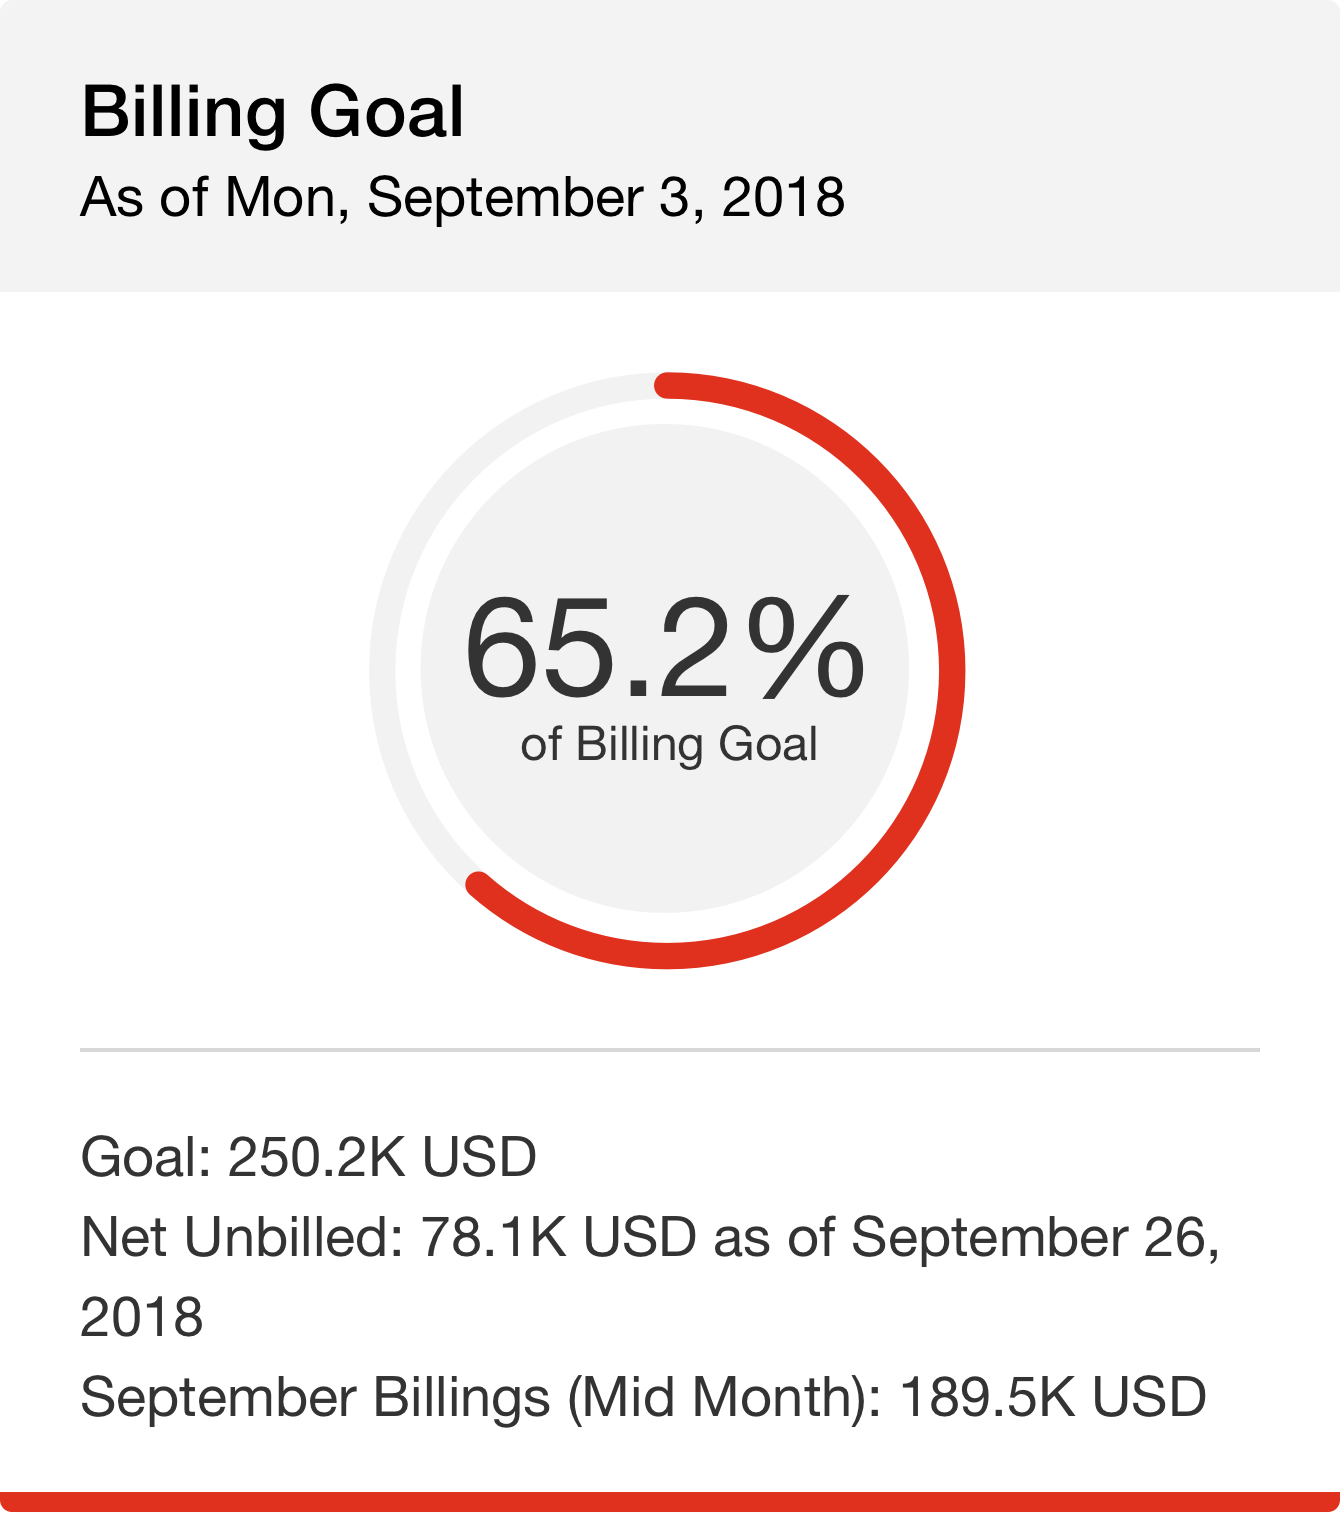 Billing Goal
As of Mon, September 3, 2018
65.2%
of Billing Goal
Goal: 250.2K USD
Net Unbilled: 78.1K USD as of September 26,
2018
September Billings (Mid Month): 189.5K USD